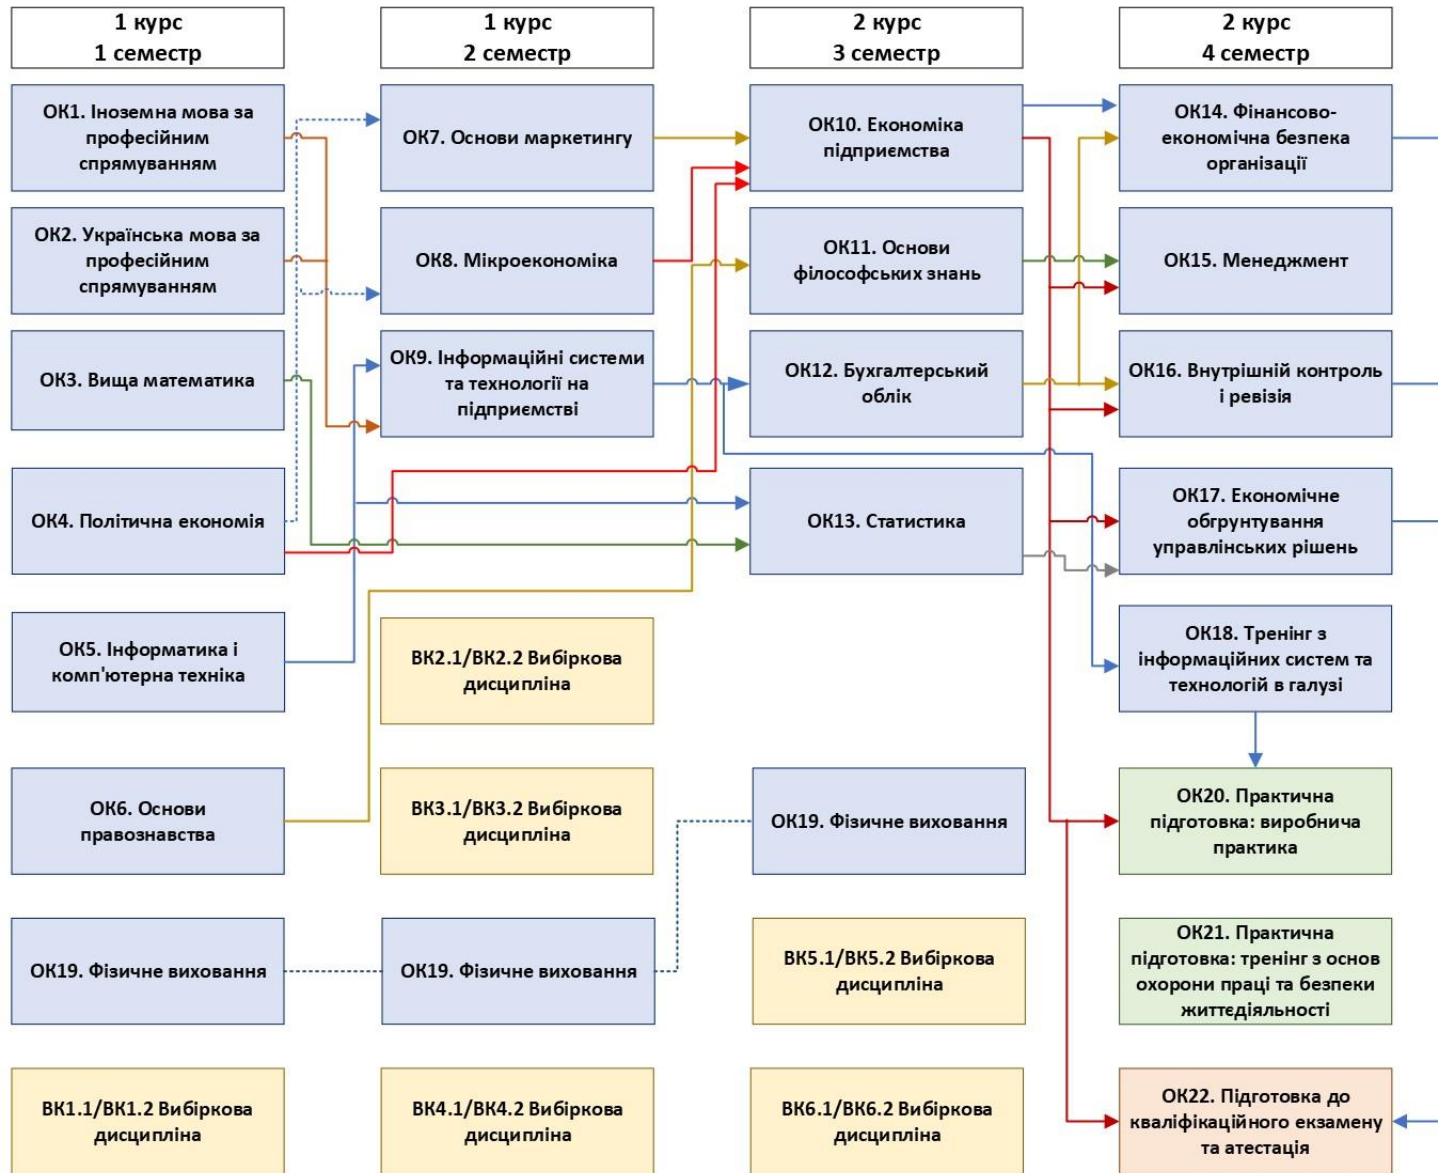 1 курс
1 семестр
1 курс
2 семестр
2 курс
3 семестр
2 курс
4 семестр
ОК1. Іноземна мова за
професійним
спрямуванням
ОК7. Основи маркетингу
ОК10. Економіка
підприємства
ОК14. Фінансово-
економічна безпека
організації
ОК2. Українська мова за
професійним
спрямуванням
ОК8. Мікроекономіка
ОК11. Основи
філософських знань
ОК15. Менеджмент
ОК3. Вища математика
ОК9. Інформаційні системи
та технології на
підприємстві
ОК12. Бухгалтерський
облік
ОК16. Внутрішній контроль
і ревізія
ОК4. Політична економія
ОК13. Статистика
ОК17. Економічне
обгрунтування
управлінських рішень
ОК5. Інформатика і
комп'ютерна техніка
ВК2.1/ВК2.2 Вибіркова
дисципліна
ОК18. Тренінг з
інформаційних систем та
технологій в галузі
ОК6. Основи
правознавства
ВК3.1/ВК3.2 Вибіркова
дисципліна
ОК19. Фізичне виховання
ОК20. Практична
підготовка: виробнича
практика
ОК19. Фізичне виховання
ОК19. Фізичне виховання
ВК5.1/ВК5.2 Вибіркова
дисципліна
ОК21. Практична
підготовка: тренінг з основ
охорони праці та безпеки
життєдіяльності
ВК1.1/ВК1.2 Вибіркова
дисципліна
ВК4.1/ВК4.2 Вибіркова
дисципліна
ВК6.1/ВК6.2 Вибіркова
дисципліна
ОК22. Підготовка до
кваліфікаційного екзамену
та атестація